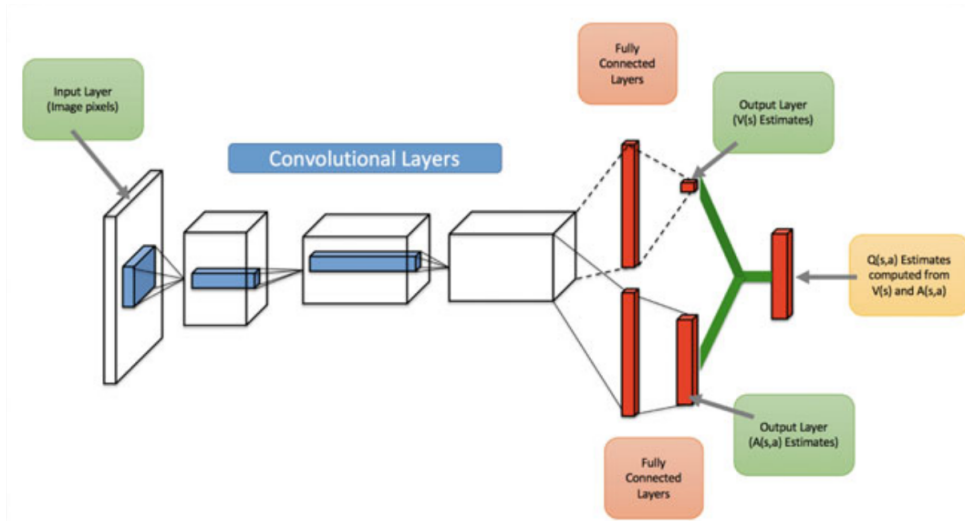 Input Layer
(Image pixels)
Convolutional Layers
Fully
Connected
Layers
Output Layer
(V(s) Estimates)
Q(s,a) Estimates
computed from
V(s) and A(s,a)
Output Layer
(A(s,a) Estimates)
Fully
Connected
Layers